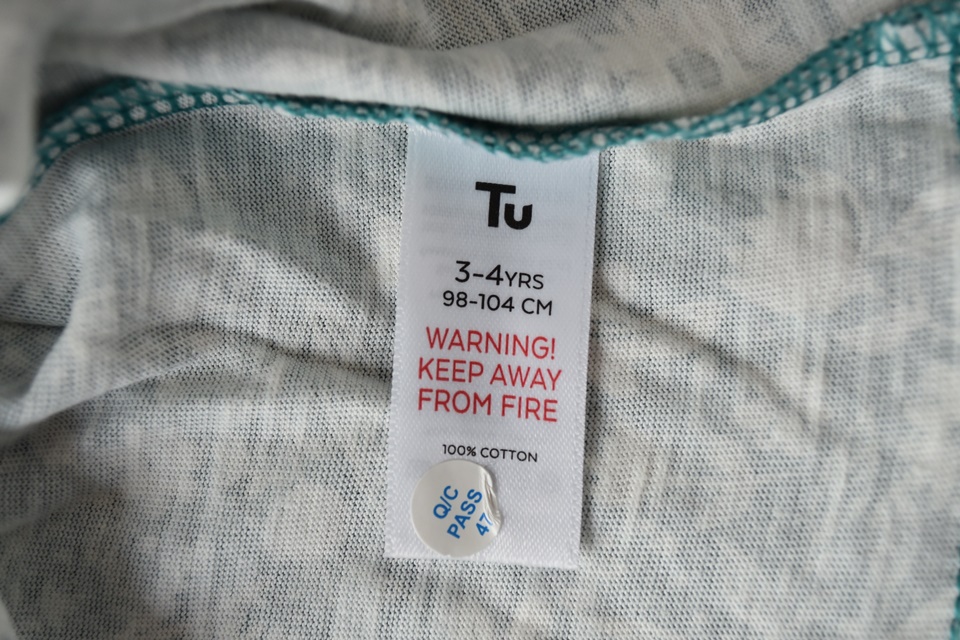 Tu
3-4YRS
98-104 CM
WARNING!
KEEP AWAY
FROM FIRE
100% COTTON
Q/C
PASS
47